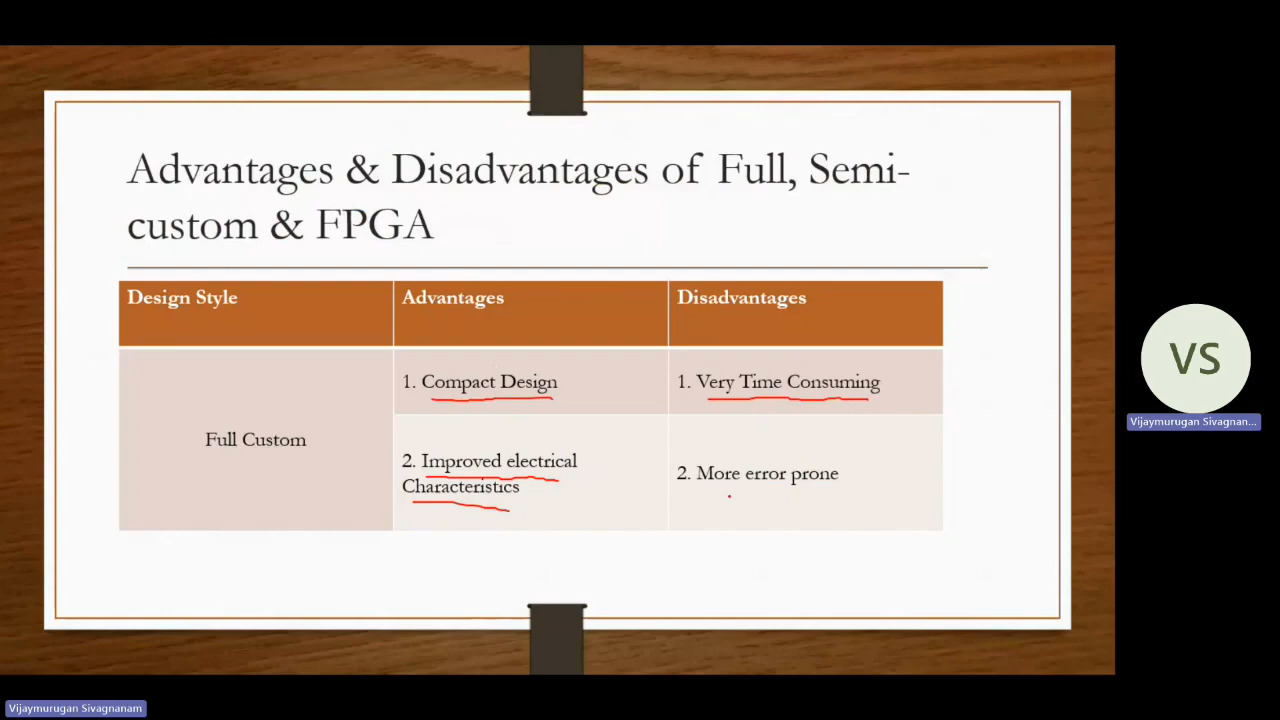 Advantages & Disadvantages of Full, Semi-
custom & FPGA
Design Style
Advantages
Disadvantages
Full Custom
1. Compact Design
1. Very Time Consuming
2. Improved electrical
Characteristics
2. More error prone
VS
Vijaymurugan Sivagnan...
Vijaymurugan Sivagnanam